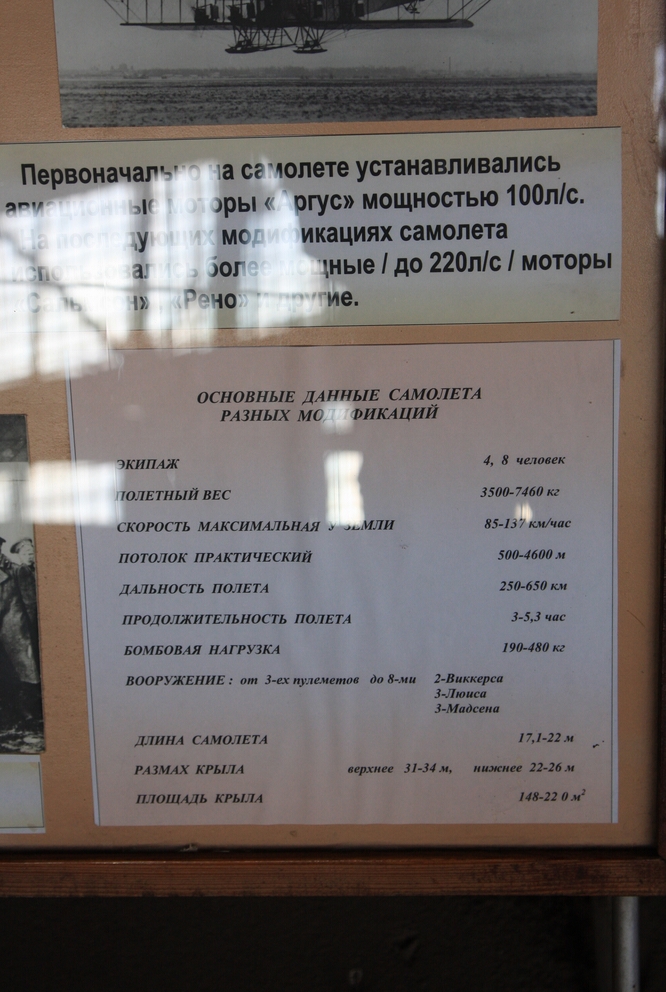 Первоначально на самолете устанавливались
авиационные моторы «Аргус» мощностью 100л/с.
На последующих модификациях самолета
использовались более мощные / до 220л/с / моторы
«Сальмсон» , «Рено» и другие.
ОСНОВНЫЕ ДАННЫЕ САМОЛЕТА
РАЗНЫХ МОДИФИКАЦИЙ
ЭКИПАЖ 4, 8 человек
ПОЛЕТНЫЙ ВЕС 3500-7460 кг
СКОРОСТЬ МАКСИМАЛЬНАЯ У ЗЕМЛИ 85-137 км/час
ПОТОЛОК ПРАКТИЧЕСКИЙ 500-4600 м
ДАЛЬНОСТЬ ПОЛЕТА 250-650 км
ПРОДОЛЖИТЕЛЬНОСТЬ ПОЛЕТА 3-5,3 час
БОМБОВАЯ НАГРУЗКА 190-480 кг
ВООРУЖЕНИЕ : от 3-ех пулеметов до 8-ми 2-Виккерса
3-Люиса
3-Мадсена
ДЛИНА САМОЛЕТА 17,1-22 м
РАЗМАХ КРЫЛА верхнее 31-34 м, нижнее 22-26 м
ПЛОЩАДЬ КРЫЛА 148-22 0 м²